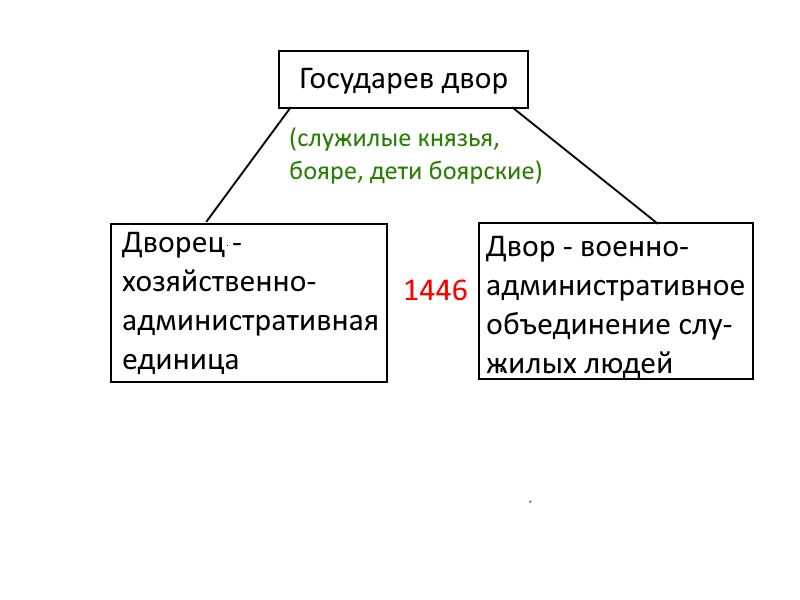 Государев двор
(служилые князья,
бояре, дети боярские)
Дворец -
хозяйственно-
административная
единица
1446
Двор - военно-
административное
объединение слу-
жилых людей